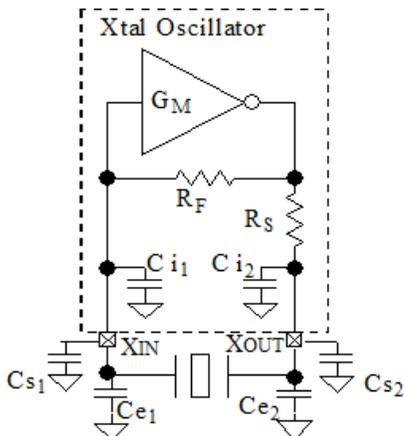 Xtal Oscillator
GM
RF
RS
Ci1
Ci2
XIN
XOUT
Cs1
Cs2
Ce1
Ce2